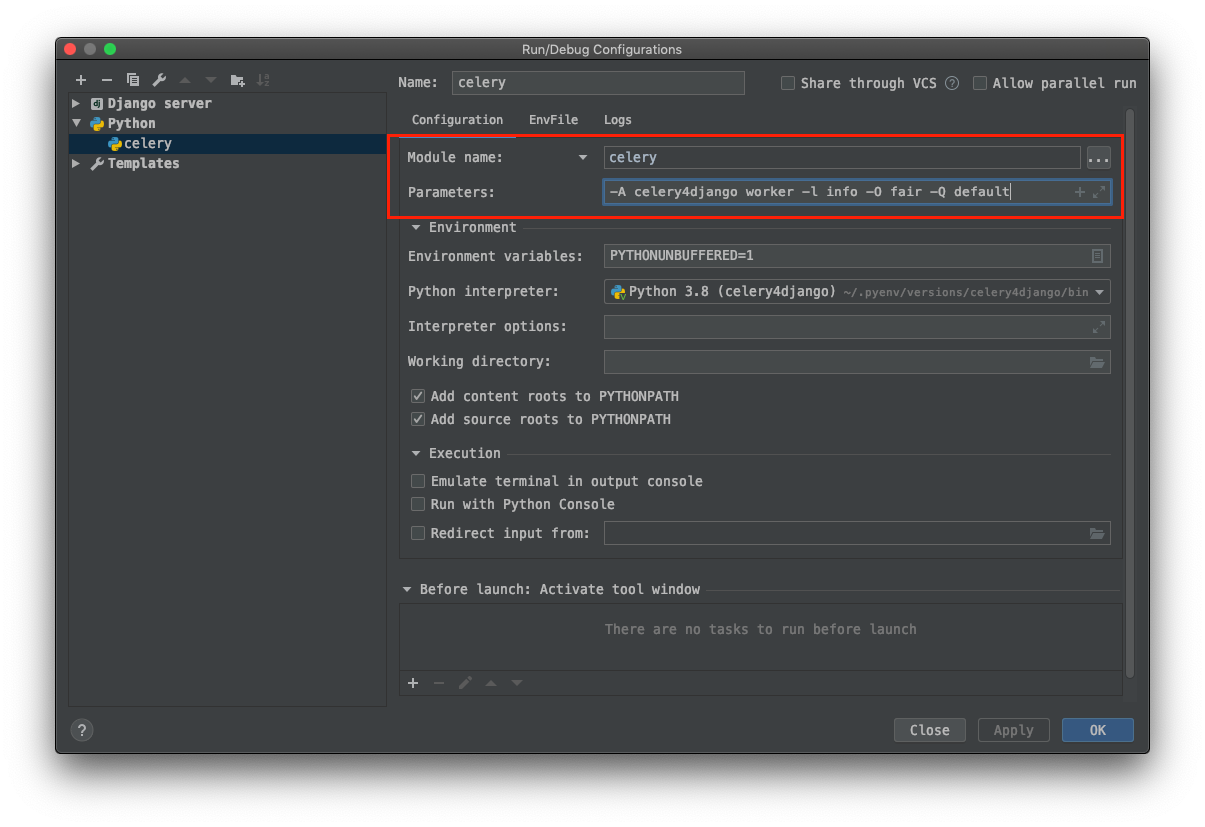 Run/Debug Configurations
Name: celery
Share through VCS ?
Allow parallel run
dj Django server
Python
celery
Templates
Configuration EnvFile Logs
Module name: celery ...
Parameters: -A celery4django worker -l info -O fair -Q default
Environment
Environment variables: PYTHONUNBUFFERED=1
Python interpreter: Python 3.8 (celery4django) ~/.pyenv/versions/celery4django/bin
Interpreter options:
Working directory:
Add content roots to PYTHONPATH
Add source roots to PYTHONPATH
Execution
Emulate terminal in output console
Run with Python Console
Redirect input from:
Before launch: Activate tool window
There are no tasks to run before launch
? Close Apply OK